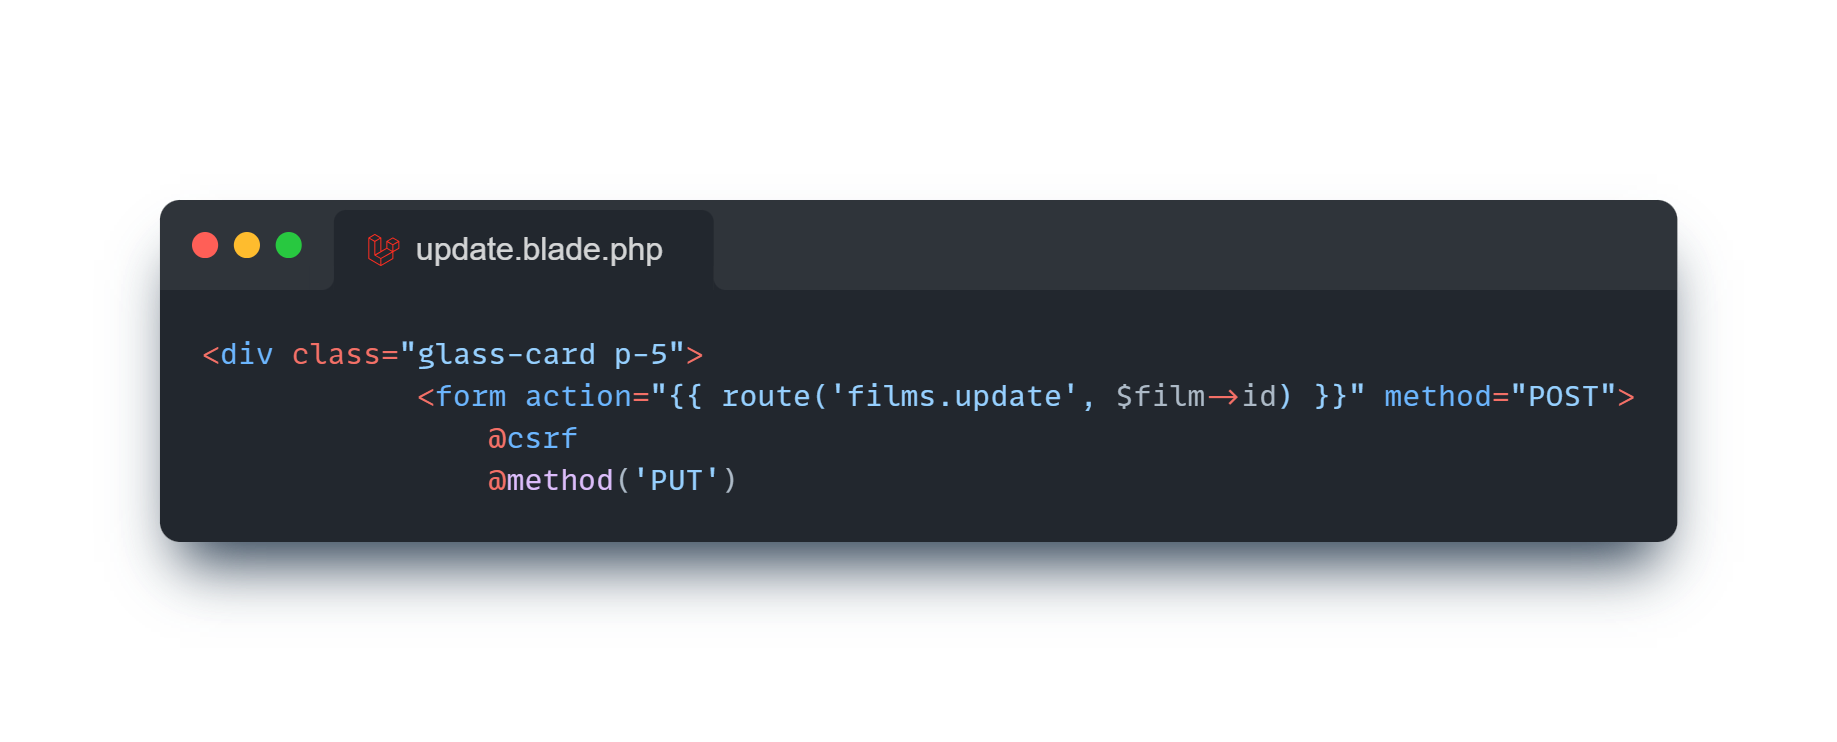 update.blade.php
<div class="glass-card p-5">
<form action="{{ route('films.update', $film->id) }}" method="POST">
@csrf
@method('PUT')